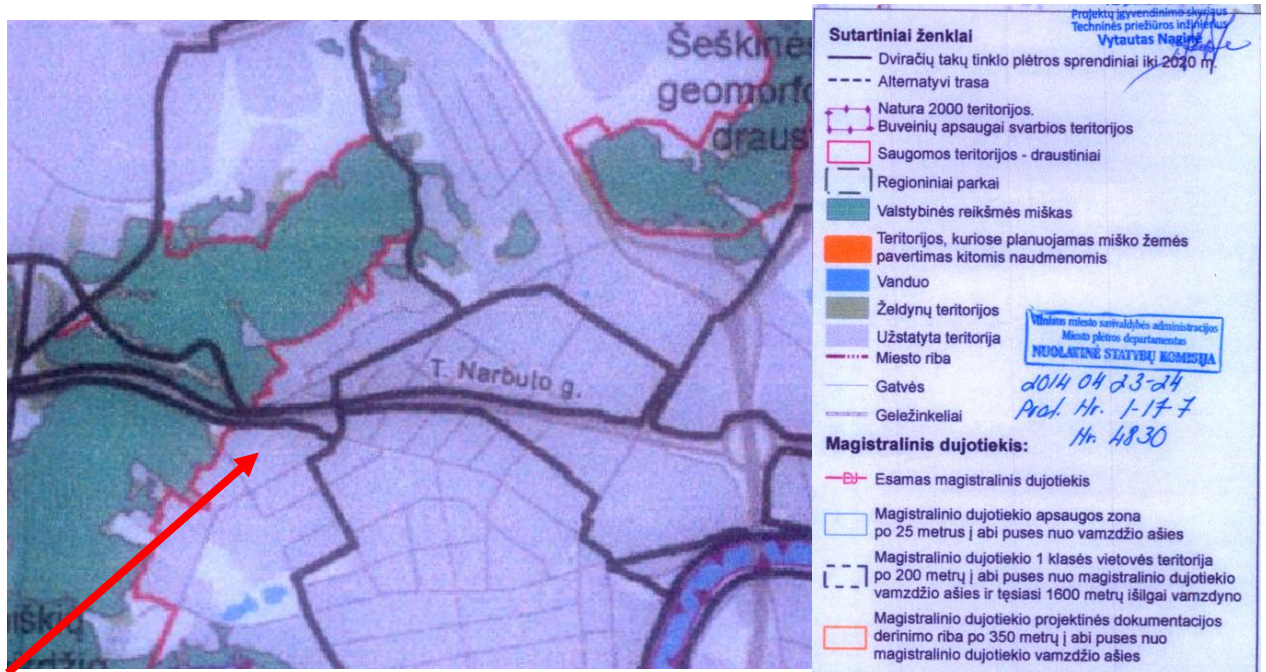 Šeškinės
geomorfo
draus
T. Narbuto g.
iškių
Projektų įgyvendinimo skyriaus
Techninės priežiūros inžinierius
Vytautas Naginė
Sutartiniai ženklai
Dviračių takų tinklo plėtros sprendiniai iki 2020 m.
Alternatyvi trasa
Natura 2000 teritorijos.
Buveinių apsaugai svarbios teritorijos
Saugomos teritorijos - draustiniai
Regioniniai parkai
Valstybinės reikšmės miškas
Teritorijos, kuriose planuojamas miško žemės
pavertimas kitomis naudmenomis
Vanduo
Želdynų teritorijos
Užstatyta teritorija
Miesto riba
Gatvės
Geležinkeliai
Vilniaus miesto savivaldybės administracijos
Miesto plėtros departamentas
NUOLATINĖ STATYBŲ KOMISIJA
2014 04 23-24
Prot. Nr. 1-17-7
Nr. 4830
Magistralinis dujotiekis:
DJ
Esamas magistralinis dujotiekis
Magistralinio dujotiekio apsaugos zona
po 25 metrus į abi puses nuo vamzdžio ašies
Magistralinio dujotiekio 1 klasės vietovės teritorija
po 200 metrų į abi puses nuo magistralinio dujotiekio
vamzdžio ašies ir tęsiasi 1600 metrų išilgai vamzdyno
Magistralinio dujotiekio projektinės dokumentacijos
derinimo riba po 350 metrų į abi puses nuo
magistralinio dujotiekio vamzdžio ašies